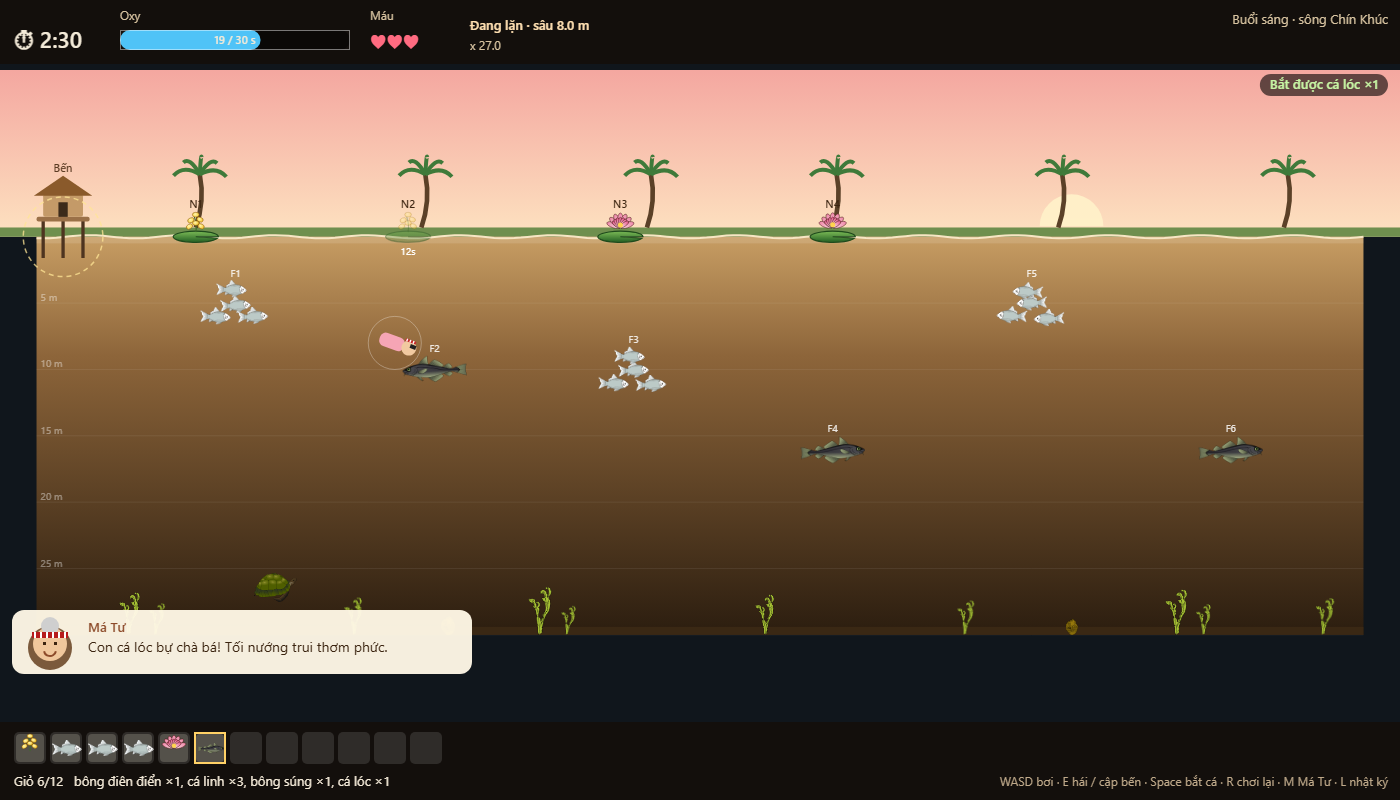 Oxy
Máu
2:30
19 / 30 s
Đang lặn · sâu 8.0 m
x 27.0
Buổi sáng · sông Chín Khúc
Bắt được cá lóc ×1
Bến
N1
N2
N3
N4
12s
F1
F5
5 m
F2
F3
10 m
F4
F6
15 m
20 m
25 m
Má Tư
Con cá lóc bự chà bá! Tối nướng trui thơm phức.
Giỏ 6/12 bông điên điển ×1, cá linh ×3, bông súng ×1, cá lóc ×1
WASD bơi · E hái / cập bến · Space bắt cá · R chơi lại · M Má Tư · L nhật ký